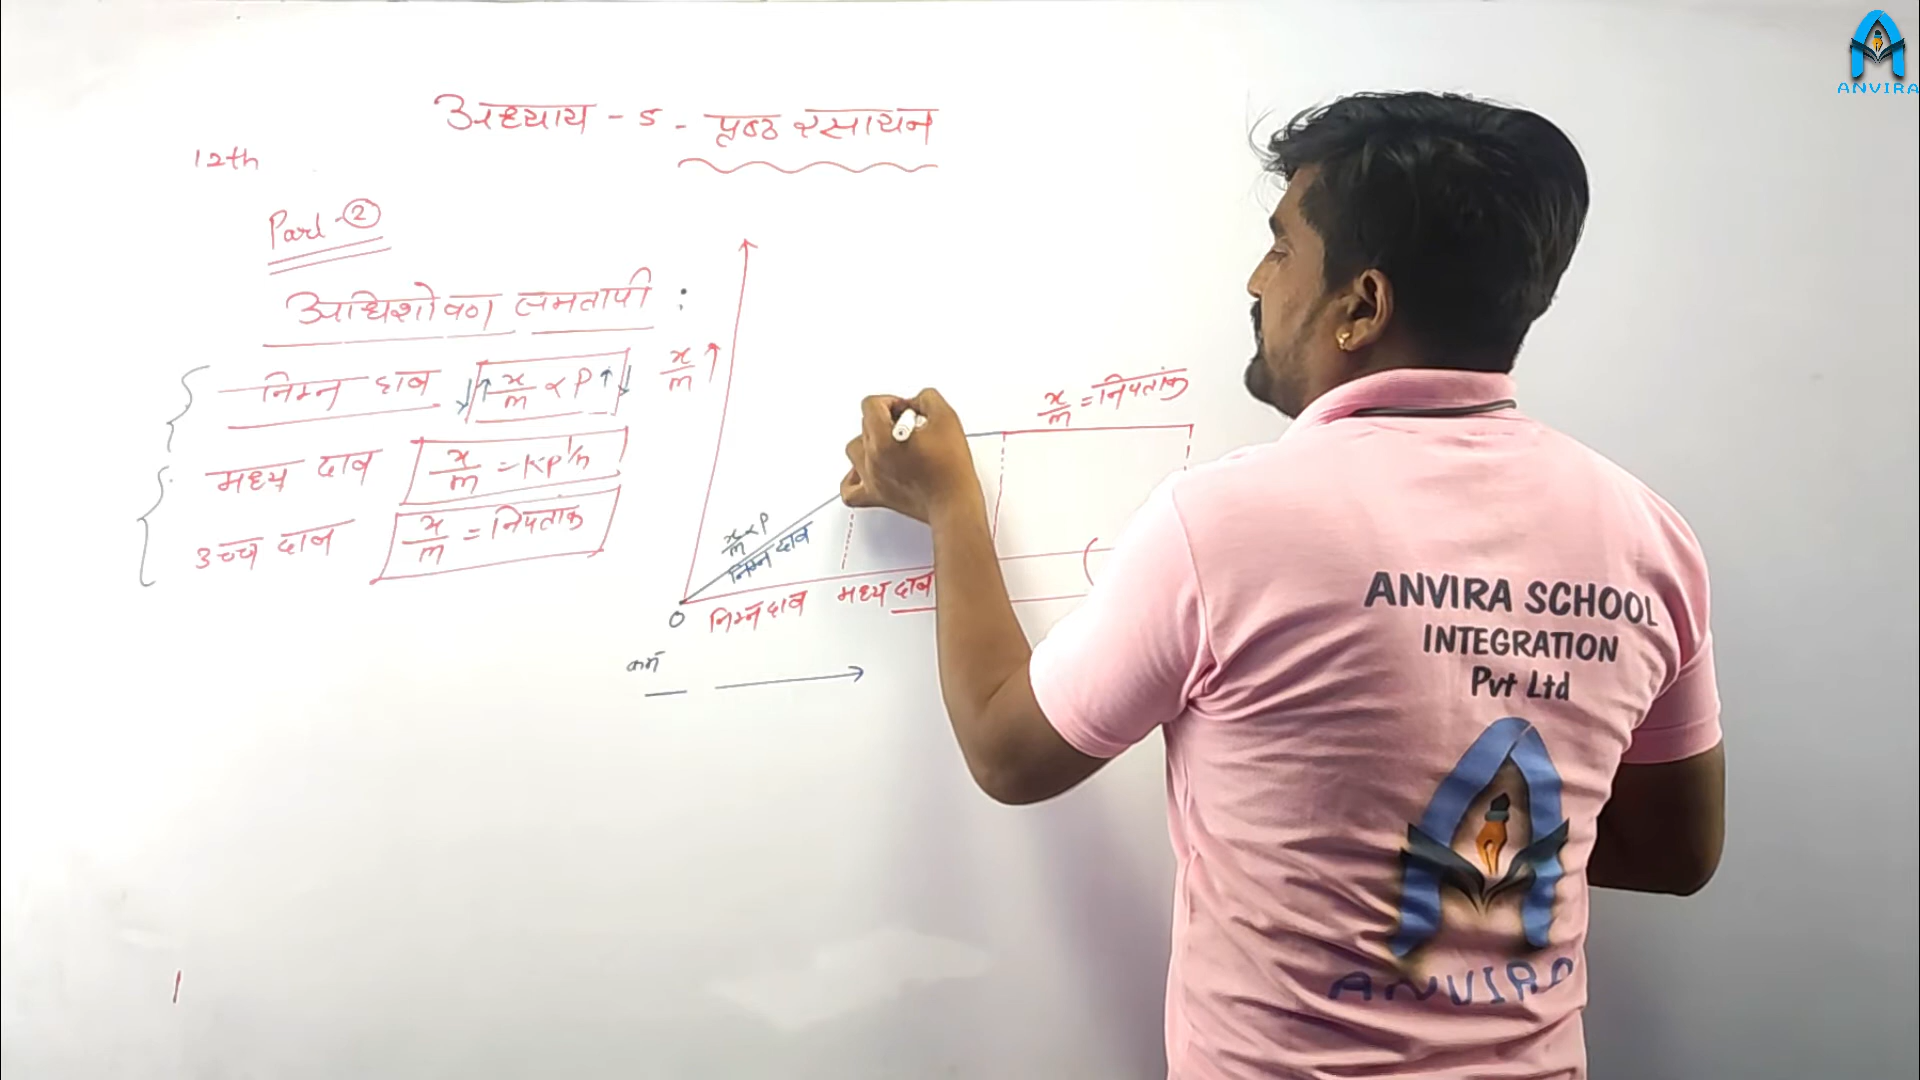 ANVIRA
अध्याय - 5 - पृष्ठ रसायन
12th
Part - ②
अधिशोषण समतापी :
निम्न दाब ↓↑ x/m ∝ P↑↓
मध्य दाब x/m = KP^1/n
उच्च दाब x/m = नियतांक
x/m ↑
x/m = नियतांक
x/m ∝ P
निम्न दाब
O
निम्न दाब मध्य दाब
ANVIRA SCHOOL
INTEGRATION
Pvt Ltd
ANVIRA